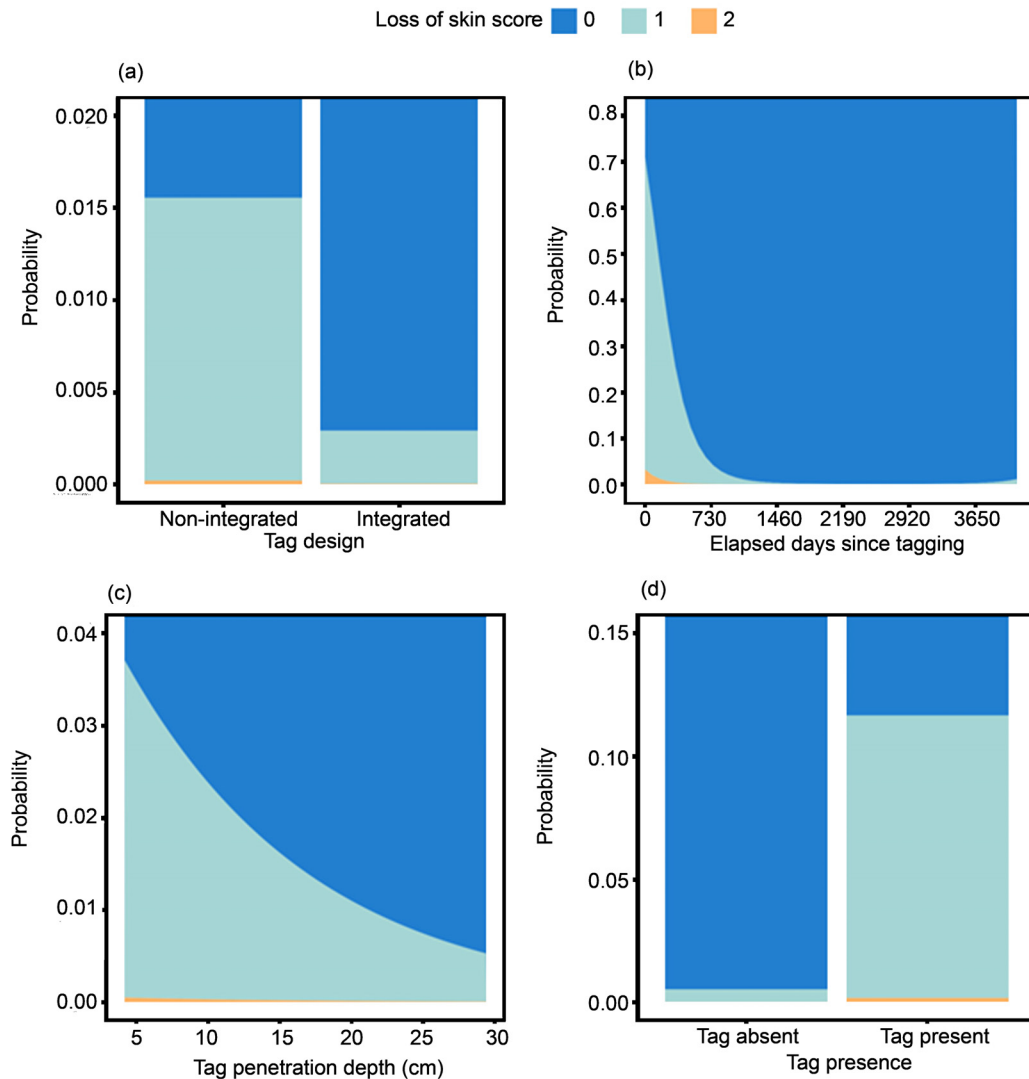 Loss of skin score 0 1 2
(a)
Probability
0.020
0.015
0.010
0.005
0.000
Non-integrated Integrated
Tag design
(b)
Probability
0.8
0.7
0.6
0.5
0.4
0.3
0.2
0.1
0.0
0 730 1460 2190 2920 3650
Elapsed days since tagging
(c)
Probability
0.04
0.03
0.02
0.01
0.00
5 10 15 20 25 30
Tag penetration depth (cm)
(d)
Probability
0.15
0.10
0.05
0.00
Tag absent Tag present
Tag presence